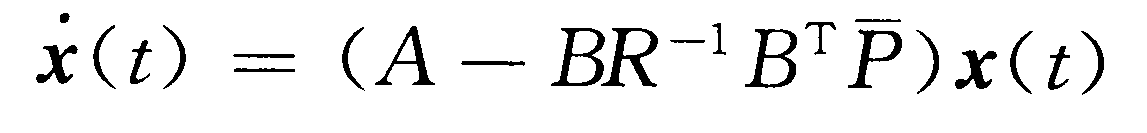 ẋ(t) = (A − BR⁻¹BᵀP̅)x(t)